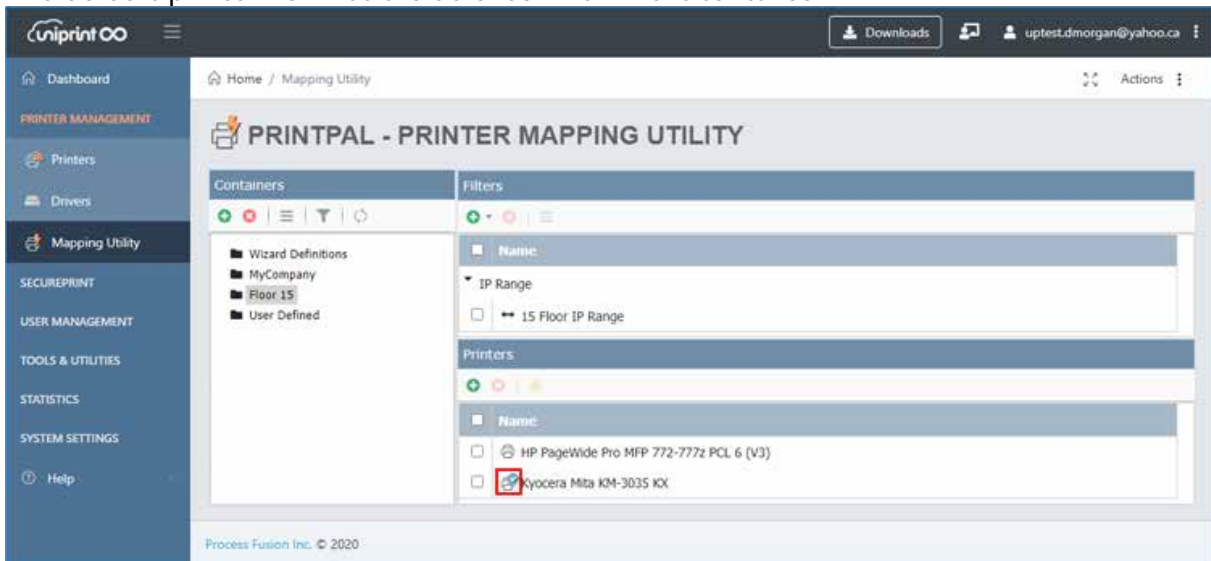 uniprint
Downloads
uptest.dmorgan@yahoo.ca
Dashboard
Home / Mapping Utility
Actions
PRINTER MANAGEMENT
PRINTPAL - PRINTER MAPPING UTILITY
Printers
Containers
Filters
Drivers
Mapping Utility
Wizard Definitions
Name
MyCompany
IP Range
SECUREPRINT
Floor 15
User Defined
15 Floor IP Range
USER MANAGEMENT
TOOLS & UTILITIES
Printers
STATISTICS
Name
SYSTEM SETTINGS
HP PageWide Pro MFP 772-777z PCL 6 (V3)
Help
Kyocera Mita KM-3035 KX
Process Fusion Inc. © 2020